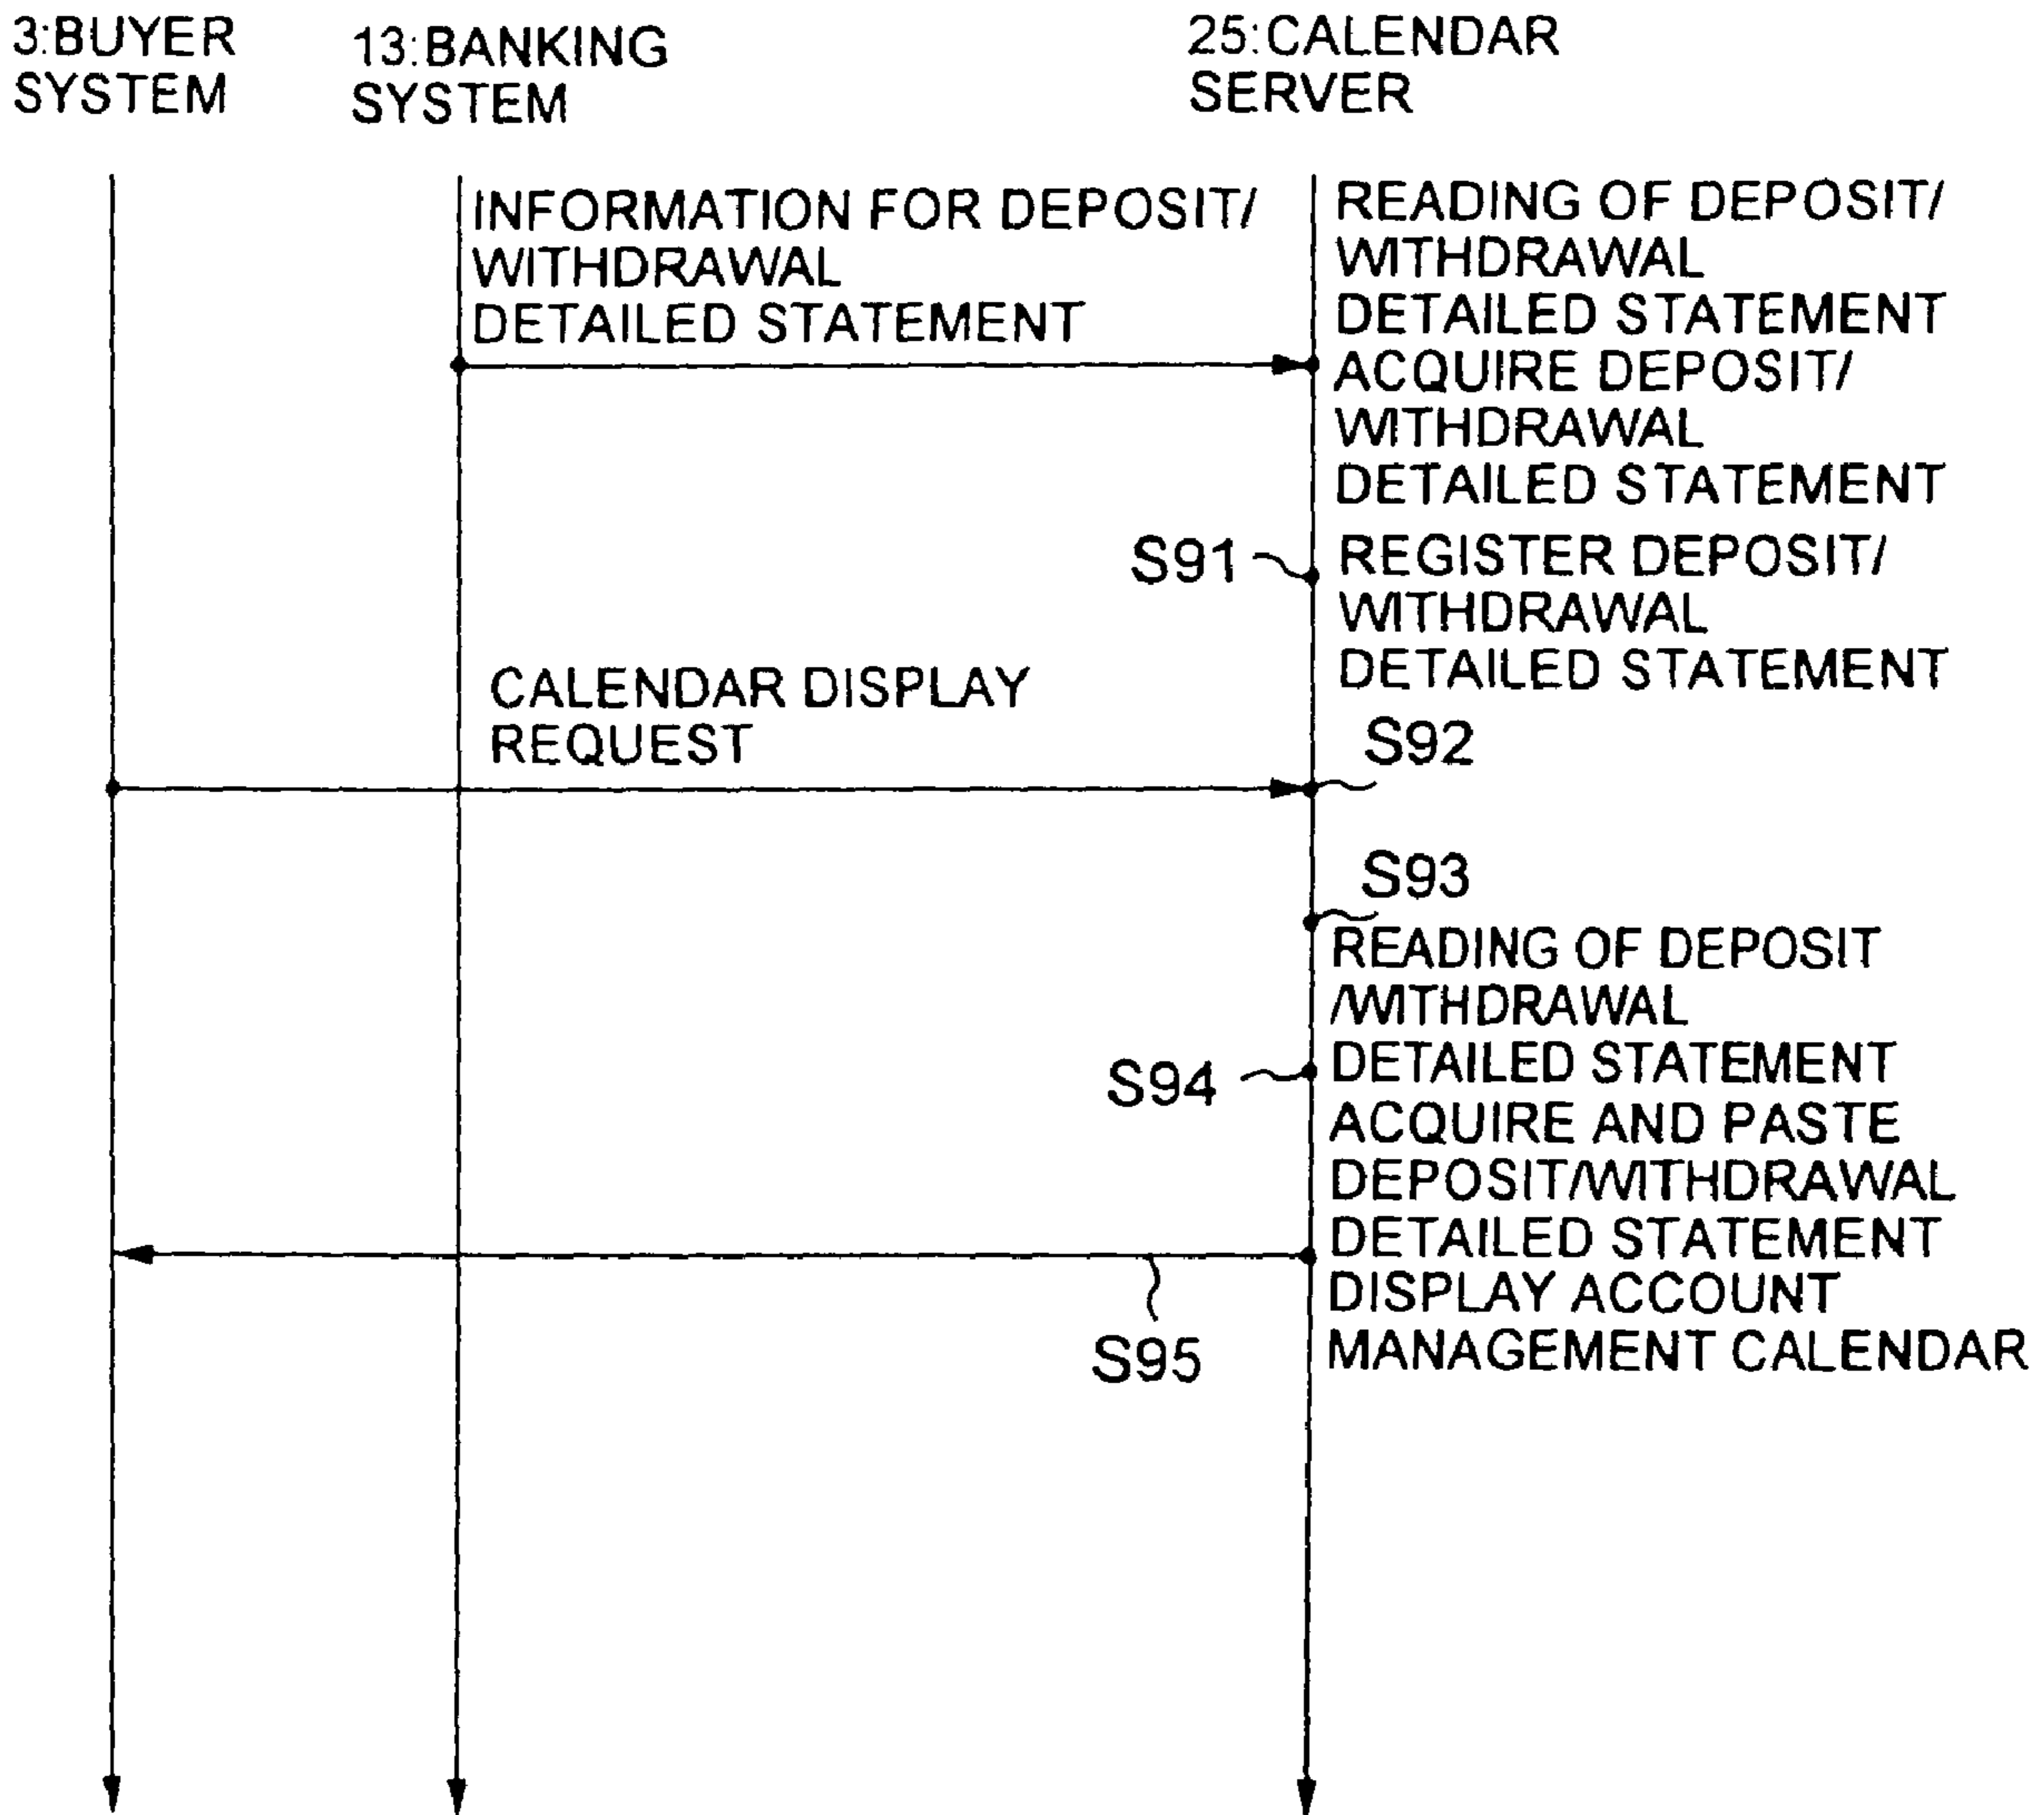 3:BUYER
SYSTEM
13:BANKING
SYSTEM
25:CALENDAR
SERVER
INFORMATION FOR DEPOSIT/
WITHDRAWAL
DETAILED STATEMENT
READING OF DEPOSIT/
WITHDRAWAL
DETAILED STATEMENT
ACQUIRE DEPOSIT/
WITHDRAWAL
DETAILED STATEMENT
S91
REGISTER DEPOSIT/
WITHDRAWAL
DETAILED STATEMENT
CALENDAR DISPLAY
REQUEST
S92
S93
READING OF DEPOSIT
/WITHDRAWAL
DETAILED STATEMENT
S94
ACQUIRE AND PASTE
DEPOSIT/WITHDRAWAL
DETAILED STATEMENT
DISPLAY ACCOUNT
MANAGEMENT CALENDAR
S95